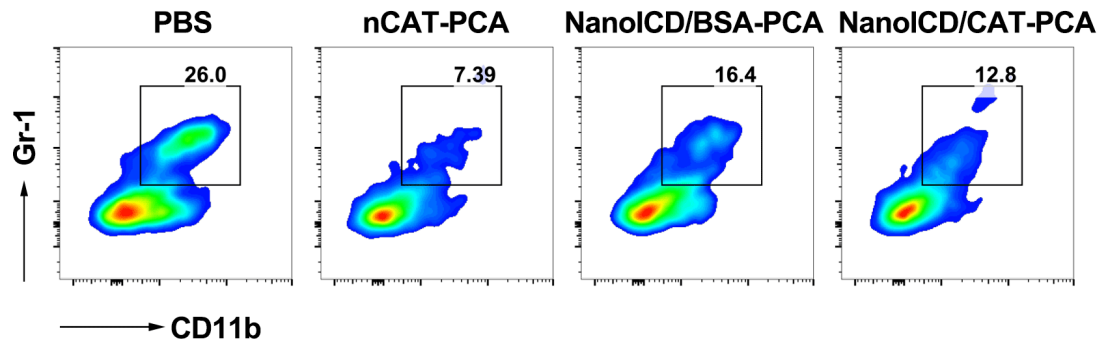 PBS nCAT-PCA NanoICD/BSA-PCA NanoICD/CAT-PCA
26.0 7.39 16.4 12.8
Gr-1
CD11b